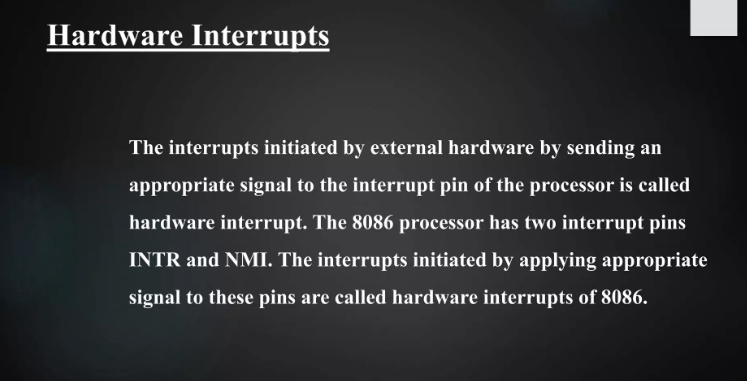 Hardware Interrupts
The interrupts initiated by external hardware by sending an
appropriate signal to the interrupt pin of the processor is called
hardware interrupt. The 8086 processor has two interrupt pins
INTR and NMI. The interrupts initiated by applying appropriate
signal to these pins are called hardware interrupts of 8086.